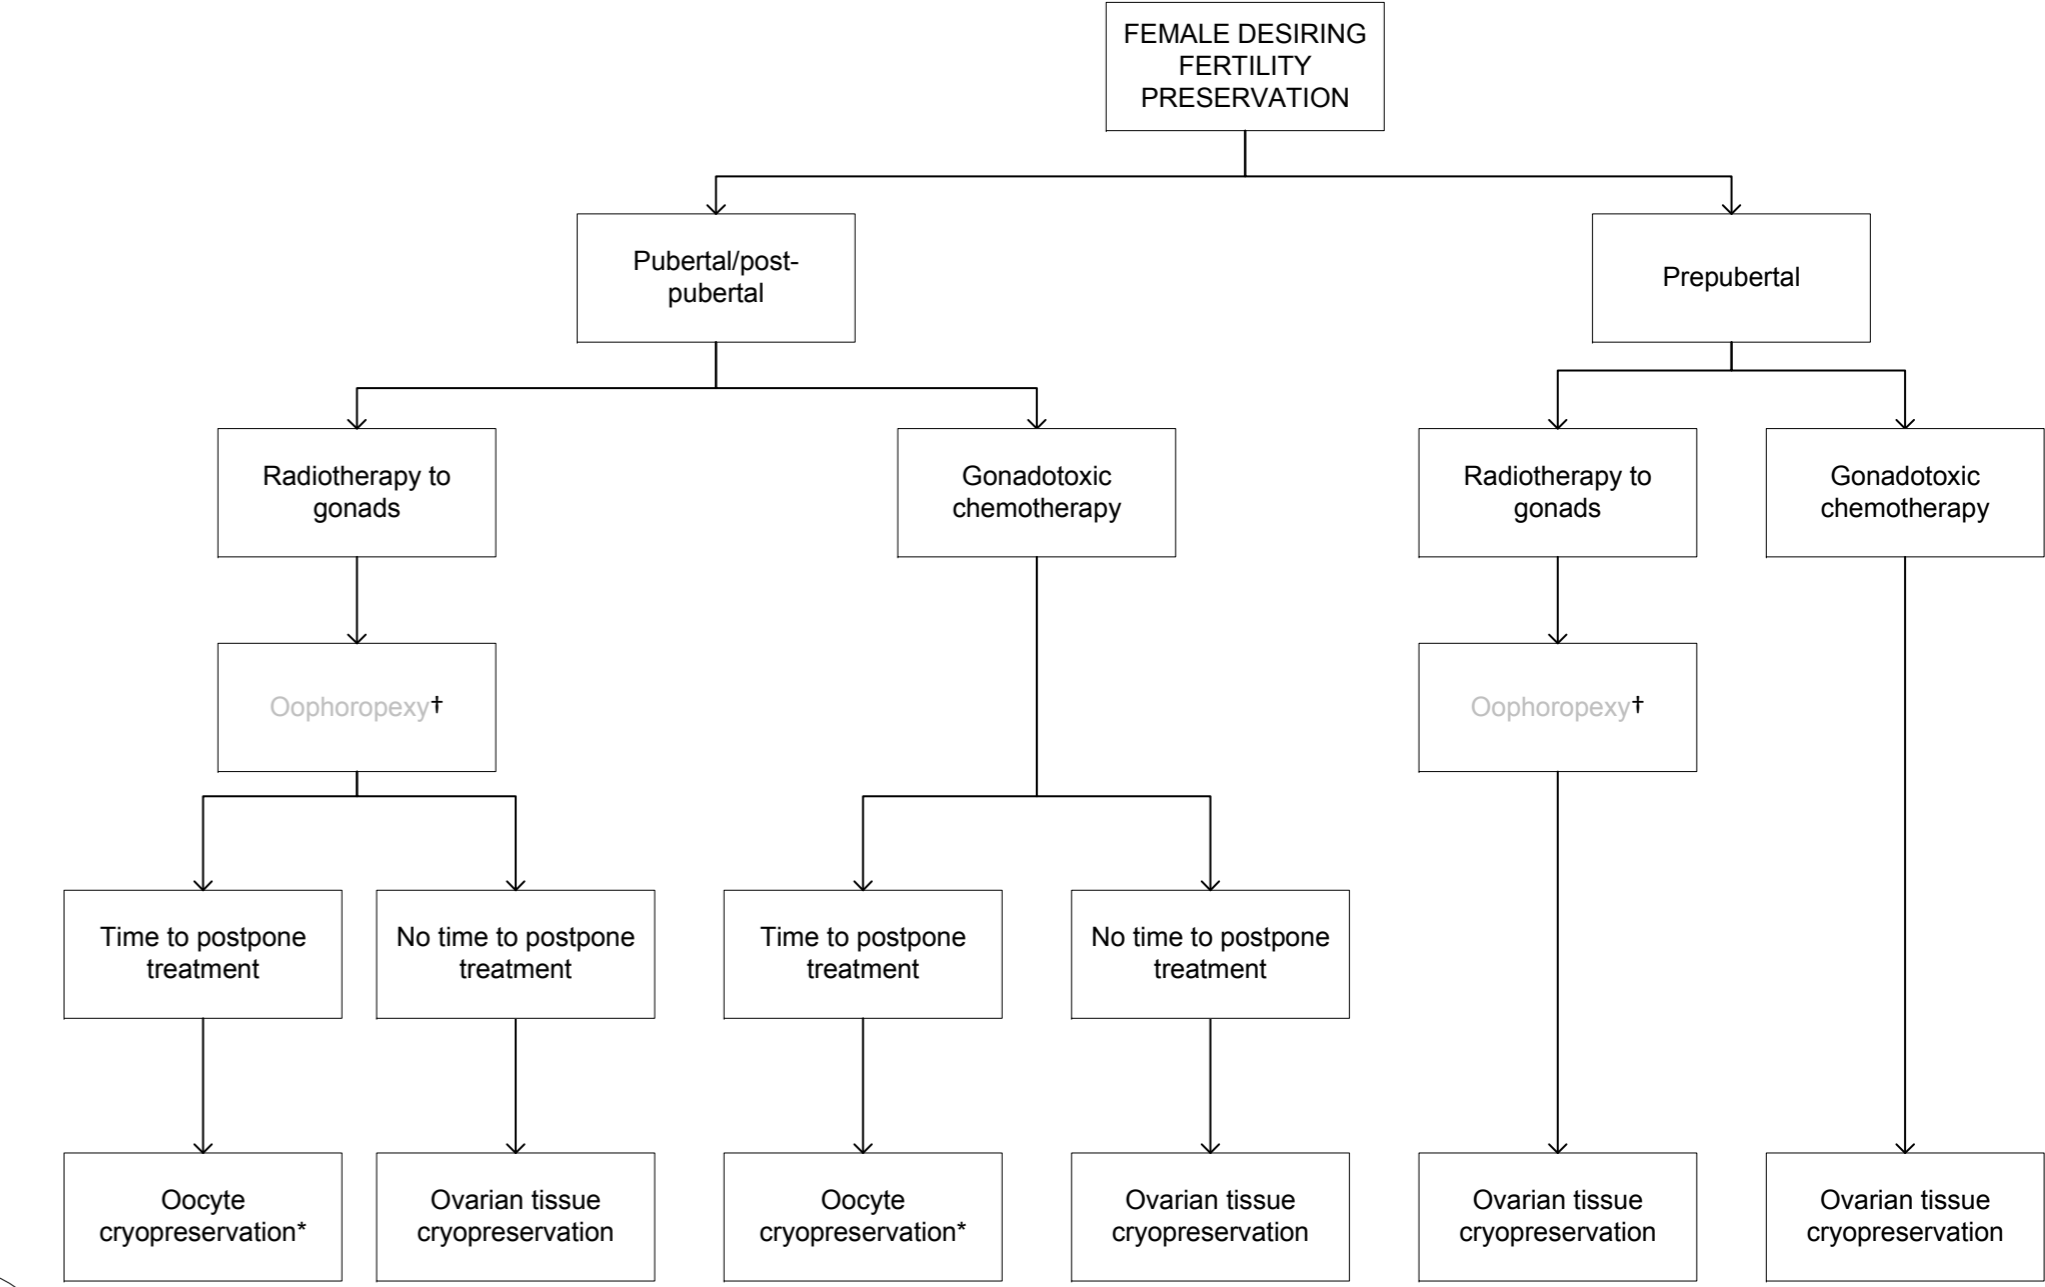 FEMALE DESIRING
FERTILITY
PRESERVATION
Pubertal/post-
pubertal
Prepubertal
Radiotherapy to
gonads
Gonadotoxic
chemotherapy
Radiotherapy to
gonads
Gonadotoxic
chemotherapy
Oophoropexy†
Oophoropexy†
Time to postpone
treatment
No time to postpone
treatment
Time to postpone
treatment
No time to postpone
treatment
Oocyte
cryopreservation*
Ovarian tissue
cryopreservation
Oocyte
cryopreservation*
Ovarian tissue
cryopreservation
Ovarian tissue
cryopreservation
Ovarian tissue
cryopreservation